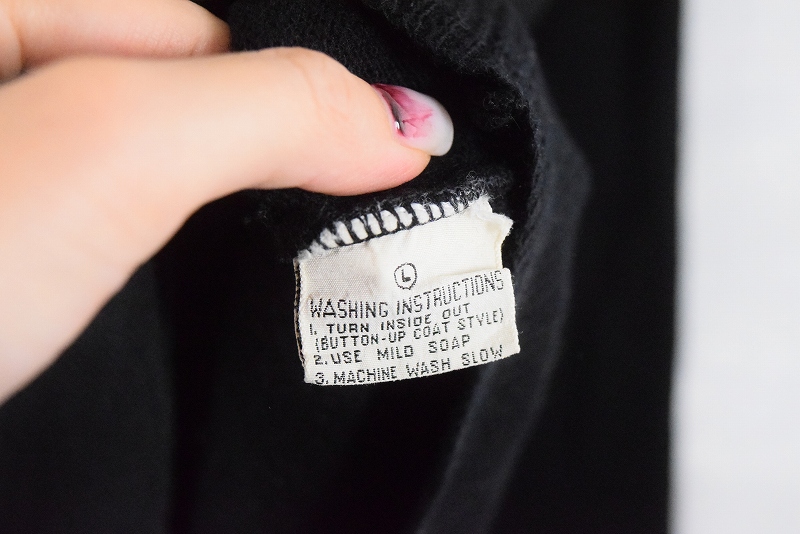 L
WASHING INSTRUCTIONS
1. TURN INSIDE OUT
(BUTTON-UP COAT STYLE)
2. USE MILD SOAP
3. MACHINE WASH SLOW